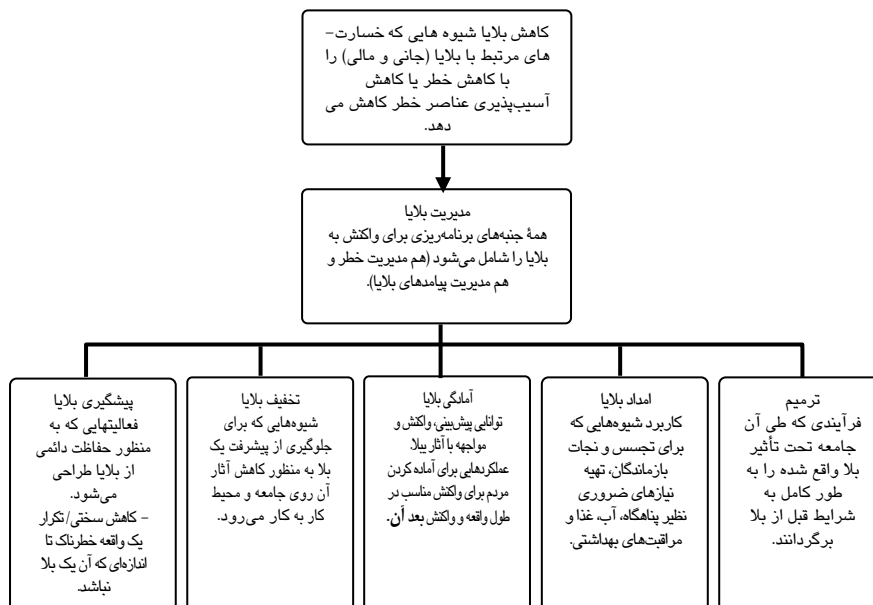 کاهش بلایا شیوه هایی که خسارت-
های مرتبط با بلایا (جانی و مالی) را
با کاهش خطر یا کاهش
آسیب‌پذیری عناصر خطر کاهش می
دهد.
مدیریت بلایا
همهٔ جنبه‌های برنامه‌ریزی برای واکنش به
بلایا را شامل می‌شود (هم مدیریت خطر و
هم مدیریت پیامدهای بلایا).
ترمیم
فرآیندی که طی آن
جامعه تحت تأثیر
بلا واقع شده را به
طور کامل به
شرایط قبل از بلا
برگردانند.
امداد بلایا
کاربرد شیوه‌هایی که
برای تجسس و نجات
بازماندگان، تهیه
نیازهای ضروری
نظیر پناهگاه، آب، غذا و
مراقبت‌های بهداشتی.
آمادگی بلایا
توانایی پیش‌بینی، واکنش و
مواجهه با آثار ببلا
عملکردهایی برای آماده کردن
مردم برای واکنش مناسب در
طول واقعه و واکنش بعد آن.
تخفیف بلایا
شیوه‌هایی که برای
جلوگیری از پیشرفت یک
بلا به منظور کاهش آثار
آن روی جامعه و محیط
کار به کار می‌رود.
پیشگیری بلایا
فعالیتهایی که به
منظور حفاظت دائمی
از بلایا طراحی
می‌شود.
- کاهش سختی/تکرار
یک واقعه خطرناک تا
اندازه‌ای که آن یک بلا
نباشد.